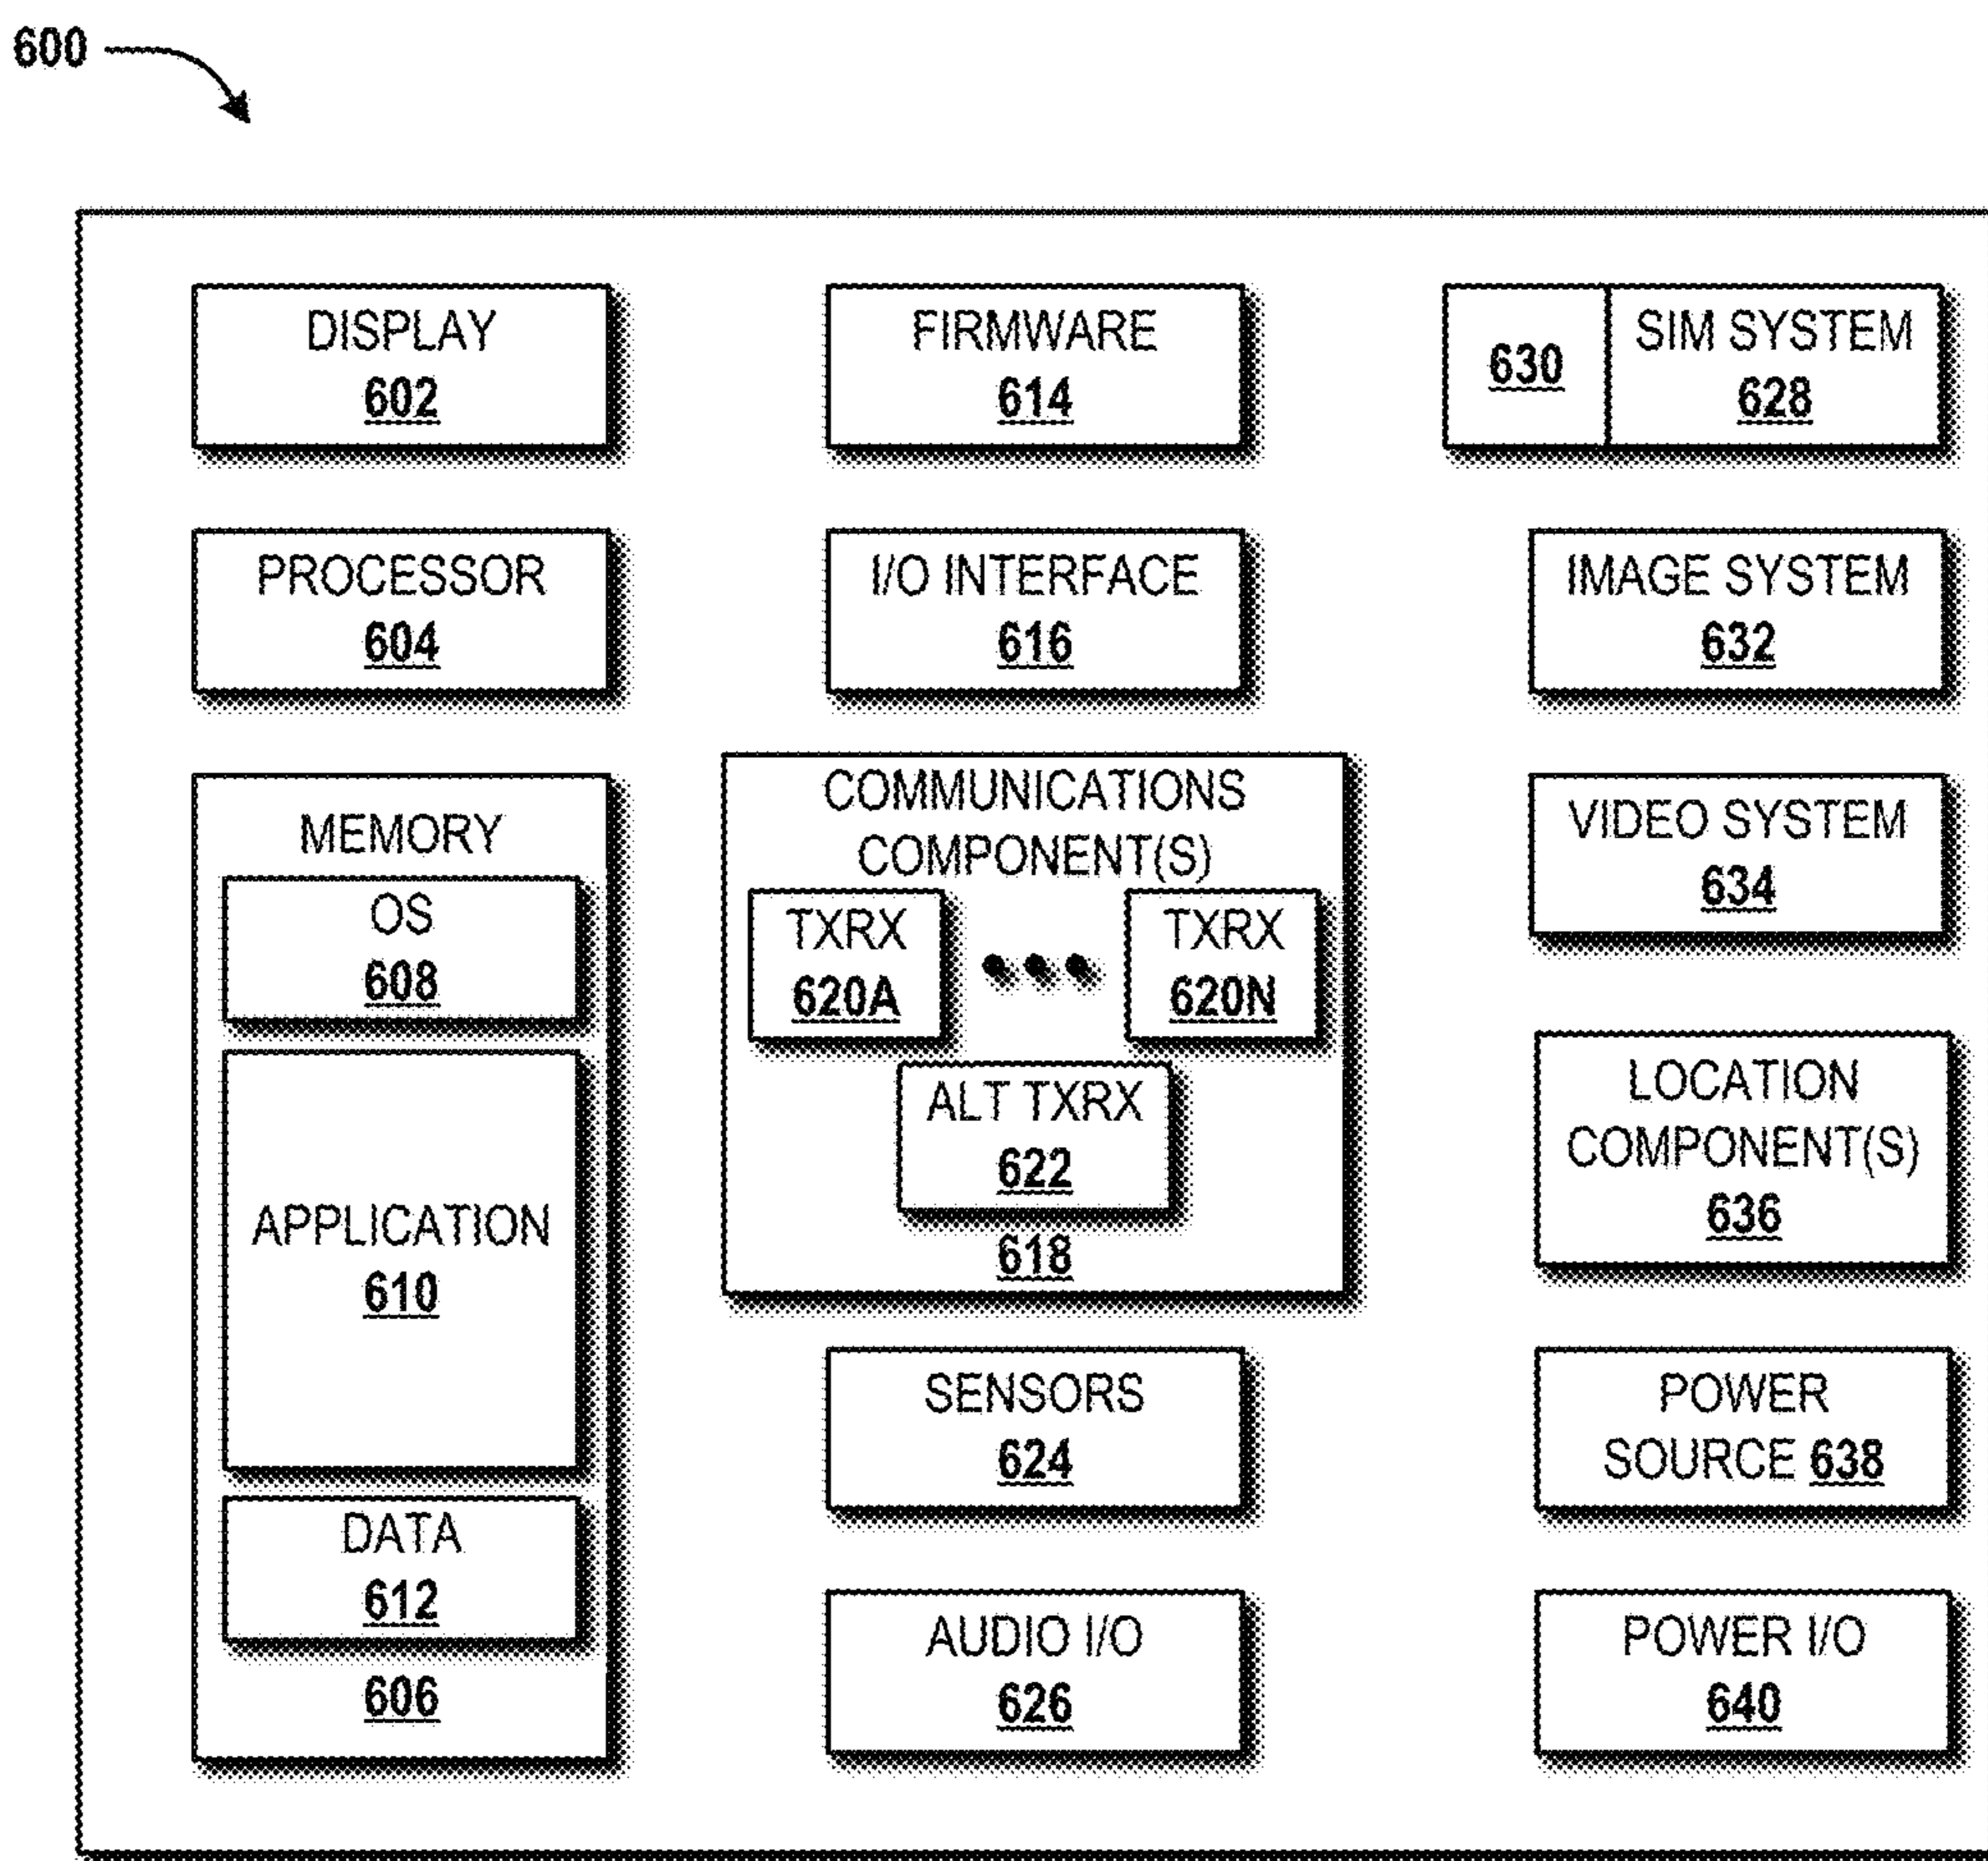 600
DISPLAY
602
PROCESSOR
604
MEMORY
OS
608
APPLICATION
610
DATA
612
606
FIRMWARE
614
I/O INTERFACE
616
COMMUNICATIONS
COMPONENT(S)
TXRX
620A
TXRX
620N
ALT TXRX
622
618
SENSORS
624
AUDIO I/O
626
630
SIM SYSTEM
628
IMAGE SYSTEM
632
VIDEO SYSTEM
634
LOCATION
COMPONENT(S)
636
POWER
SOURCE 638
POWER I/O
640